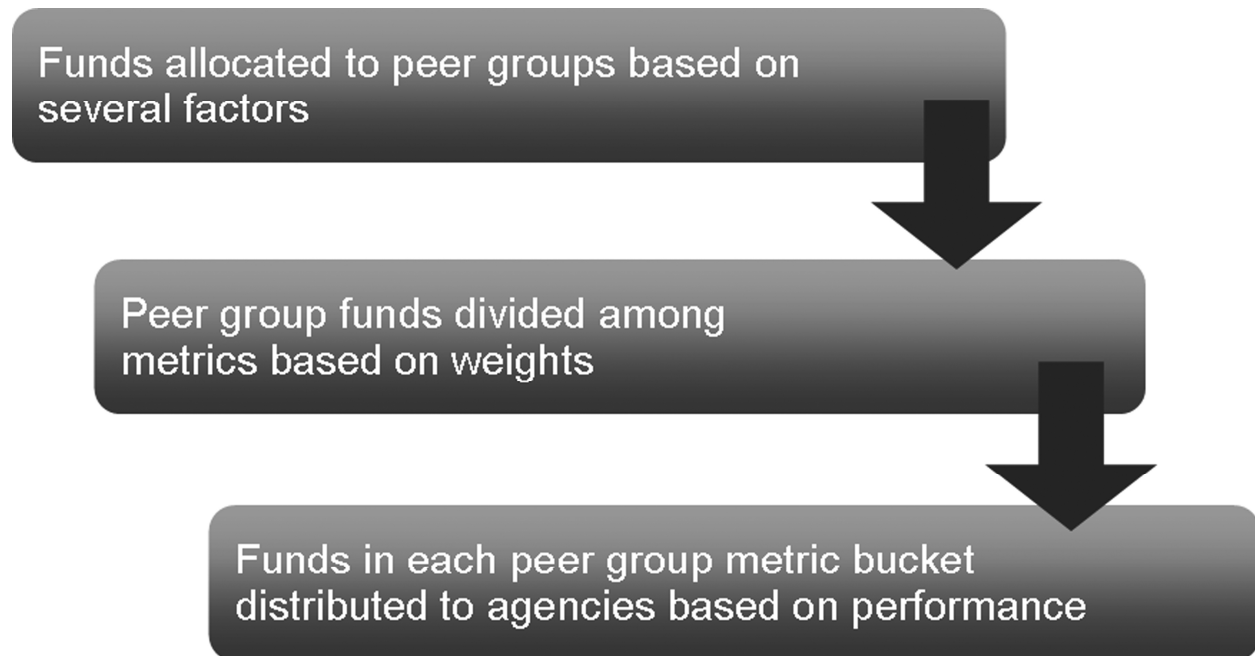 Funds allocated to peer groups based on
several factors
Peer group funds divided among
metrics based on weights
Funds in each peer group metric bucket
distributed to agencies based on performance